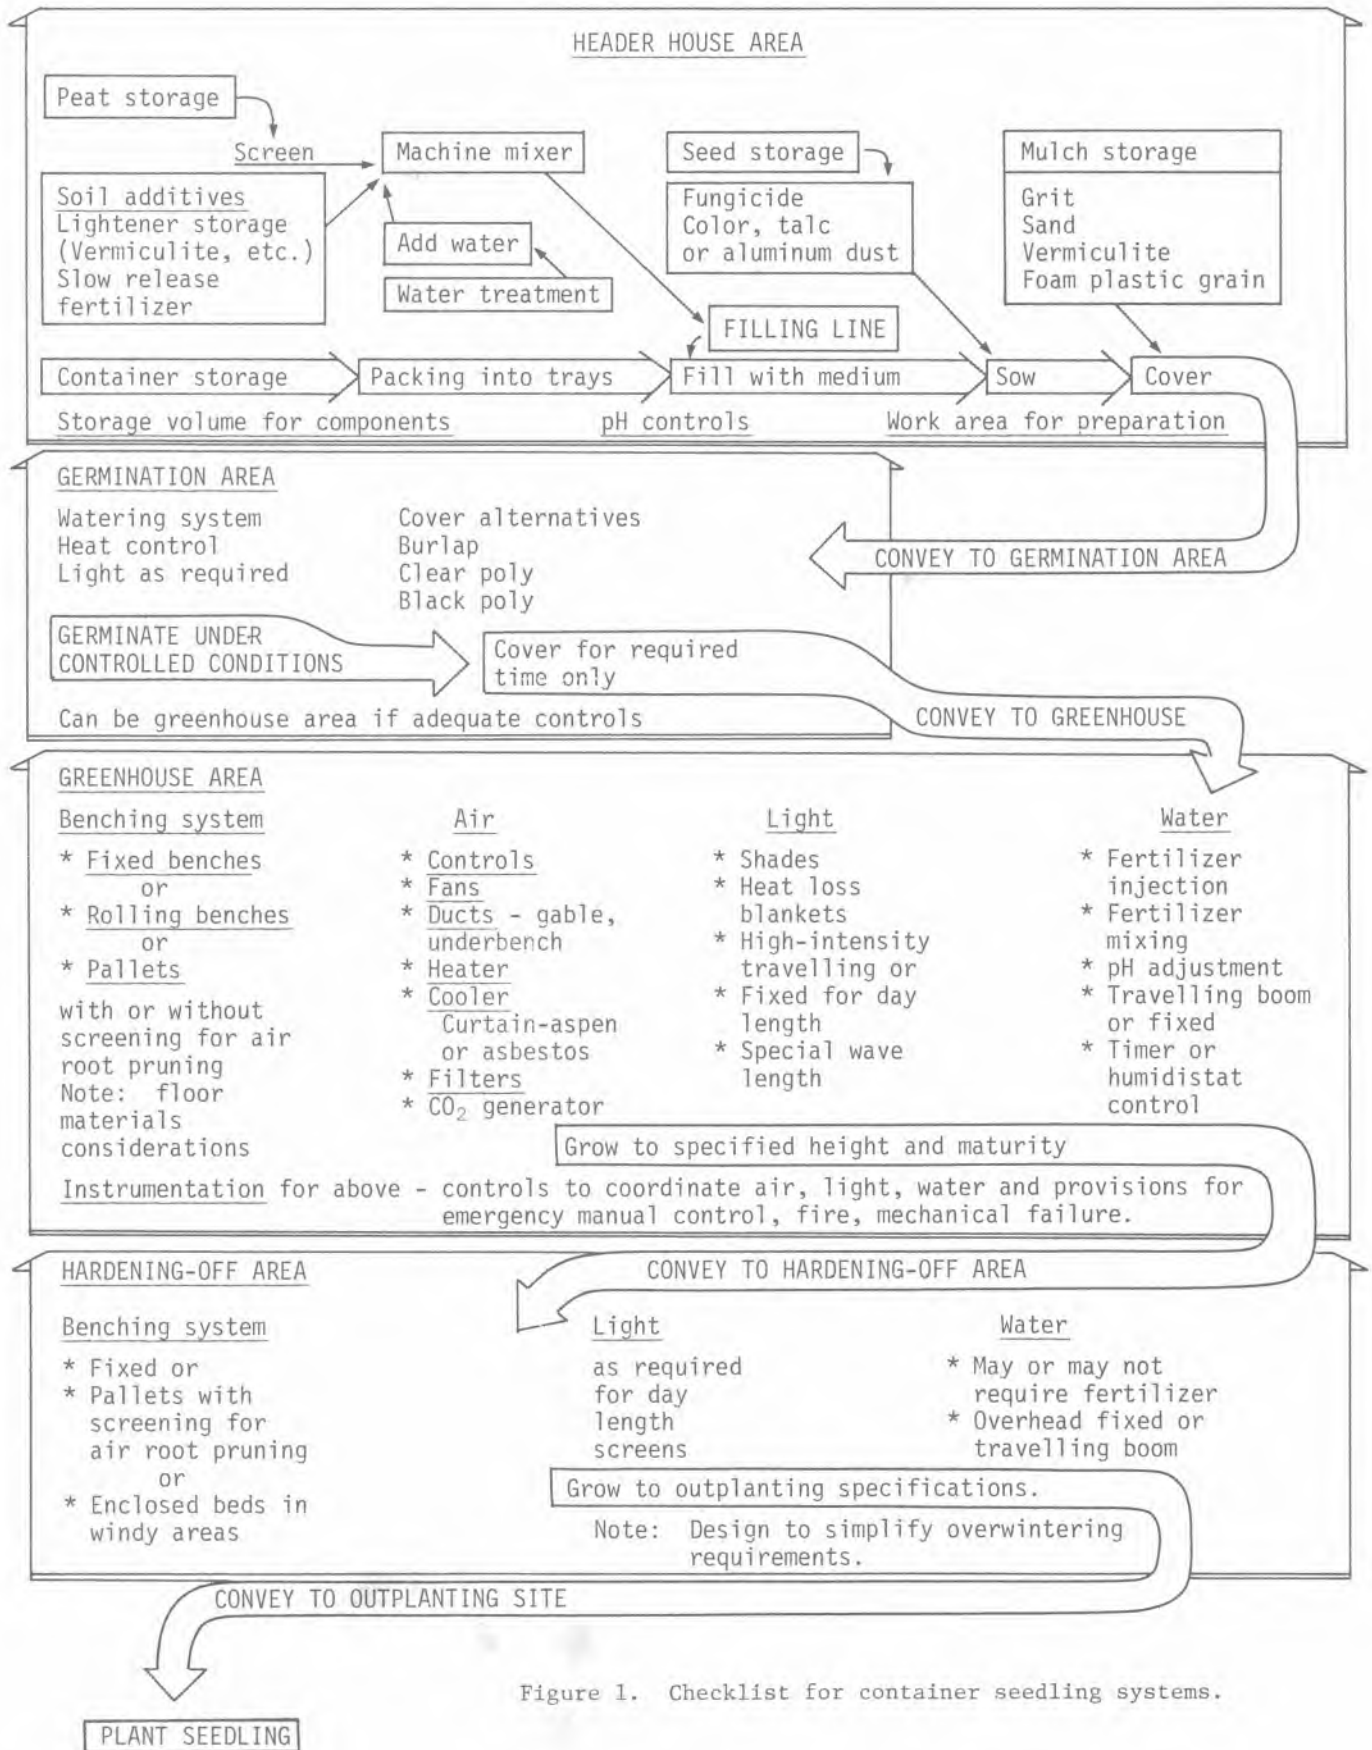 HEADER HOUSE AREA
Peat storage
Screen
Machine mixer
Soil additives
Lightener storage
(Vermiculite, etc.)
Slow release
fertilizer
Add water
Water treatment
Seed storage
Fungicide
Color, talc
or aluminum dust
Mulch storage
Grit
Sand
Vermiculite
Foam plastic grain
FILLING LINE
Container storage
Packing into trays
Fill with medium
Sow
Cover
Storage volume for components
pH controls
Work area for preparation
GERMINATION AREA
Watering system
Heat control
Light as required
Cover alternatives
Burlap
Clear poly
Black poly
CONVEY TO GERMINATION AREA
GERMINATE UNDER
CONTROLLED CONDITIONS
Cover for required
time only
Can be greenhouse area if adequate controls
CONVEY TO GREENHOUSE
GREENHOUSE AREA
Benching system
* Fixed benches
or
* Rolling benches
or
* Pallets
with or without
screening for air
root pruning
Note: floor
materials
considerations
Air
* Controls
* Fans
* Ducts - gable,
underbench
* Heater
* Cooler
Curtain-aspen
or asbestos
* Filters
* CO₂ generator
Light
* Shades
* Heat loss
blankets
* High-intensity
travelling or
* Fixed for day
length
* Special wave
length
Water
* Fertilizer
injection
* Fertilizer
mixing
* pH adjustment
* Travelling boom
or fixed
* Timer or
humidistat
control
Grow to specified height and maturity
Instrumentation for above - controls to coordinate air, light, water and provisions for
emergency manual control, fire, mechanical failure.
HARDENING-OFF AREA
CONVEY TO HARDENING-OFF AREA
Benching system
* Fixed or
* Pallets with
screening for
air root pruning
or
* Enclosed beds in
windy areas
Light
as required
for day
length
screens
Water
* May or may not
require fertilizer
* Overhead fixed or
travelling boom
Grow to outplanting specifications.
Note: Design to simplify overwintering
requirements.
CONVEY TO OUTPLANTING SITE
Figure 1. Checklist for container seedling systems.
PLANT SEEDLING